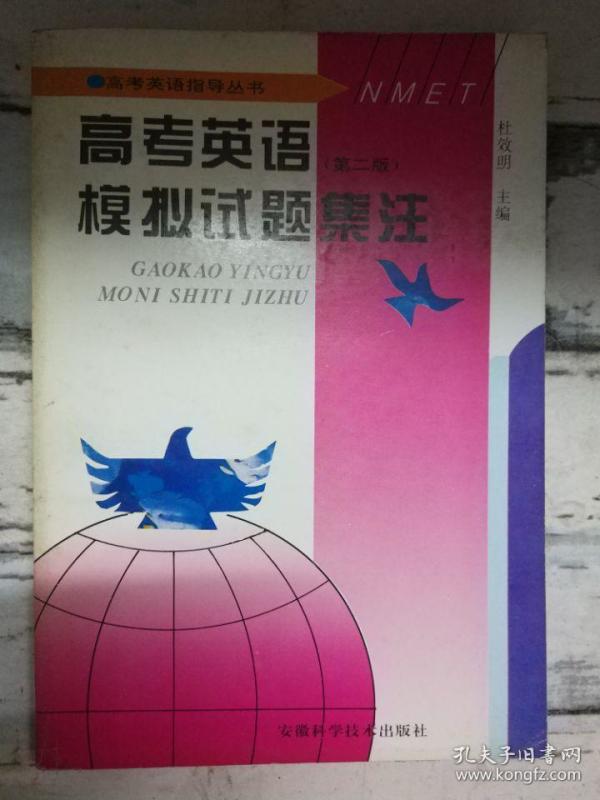 高考英语指导丛书
NMET
高考英语
(第二版)
模拟试题集注
杜效明 主编
GAOKAO YINGYU
MONI SHITI JIZHU
安徽科学技术出版社
孔夫子旧书网
www.kongfz.com